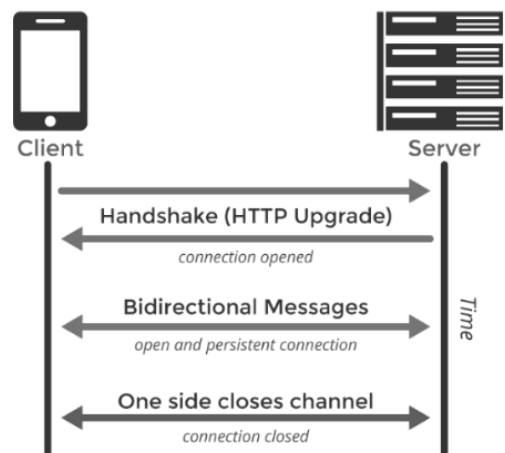 Client
Server
Handshake (HTTP Upgrade)
connection opened
Bidirectional Messages
open and persistent connection
Time
One side closes channel
connection closed